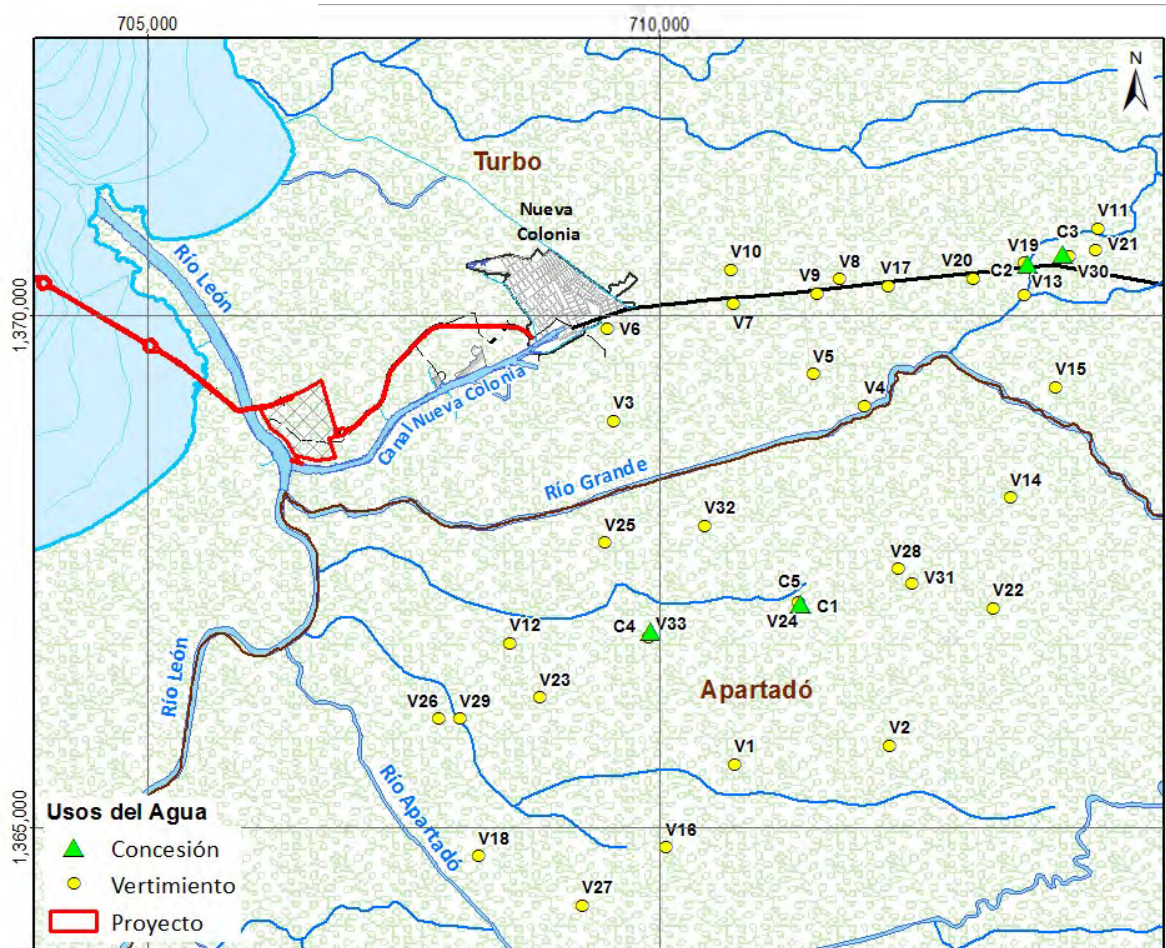 705,000
710,000
N
Turbo
Nueva
Colonia
Río León
V11
V10
V19
C3
V21
V8
V9
V17
V20
C2
V30
V13
1,370,000
V6
V7
V5
V15
V4
V3
Canal Nueva Colonia
Río Grande
V14
V32
V25
V28
V31
C5
C1
V22
V24
C4
V33
V12
Río León
V23
Apartadó
V26
V29
V2
V1
Río Apartadó
Usos del Agua
Concesión
Vertimiento
Proyecto
1,365,000
V18
V16
V27